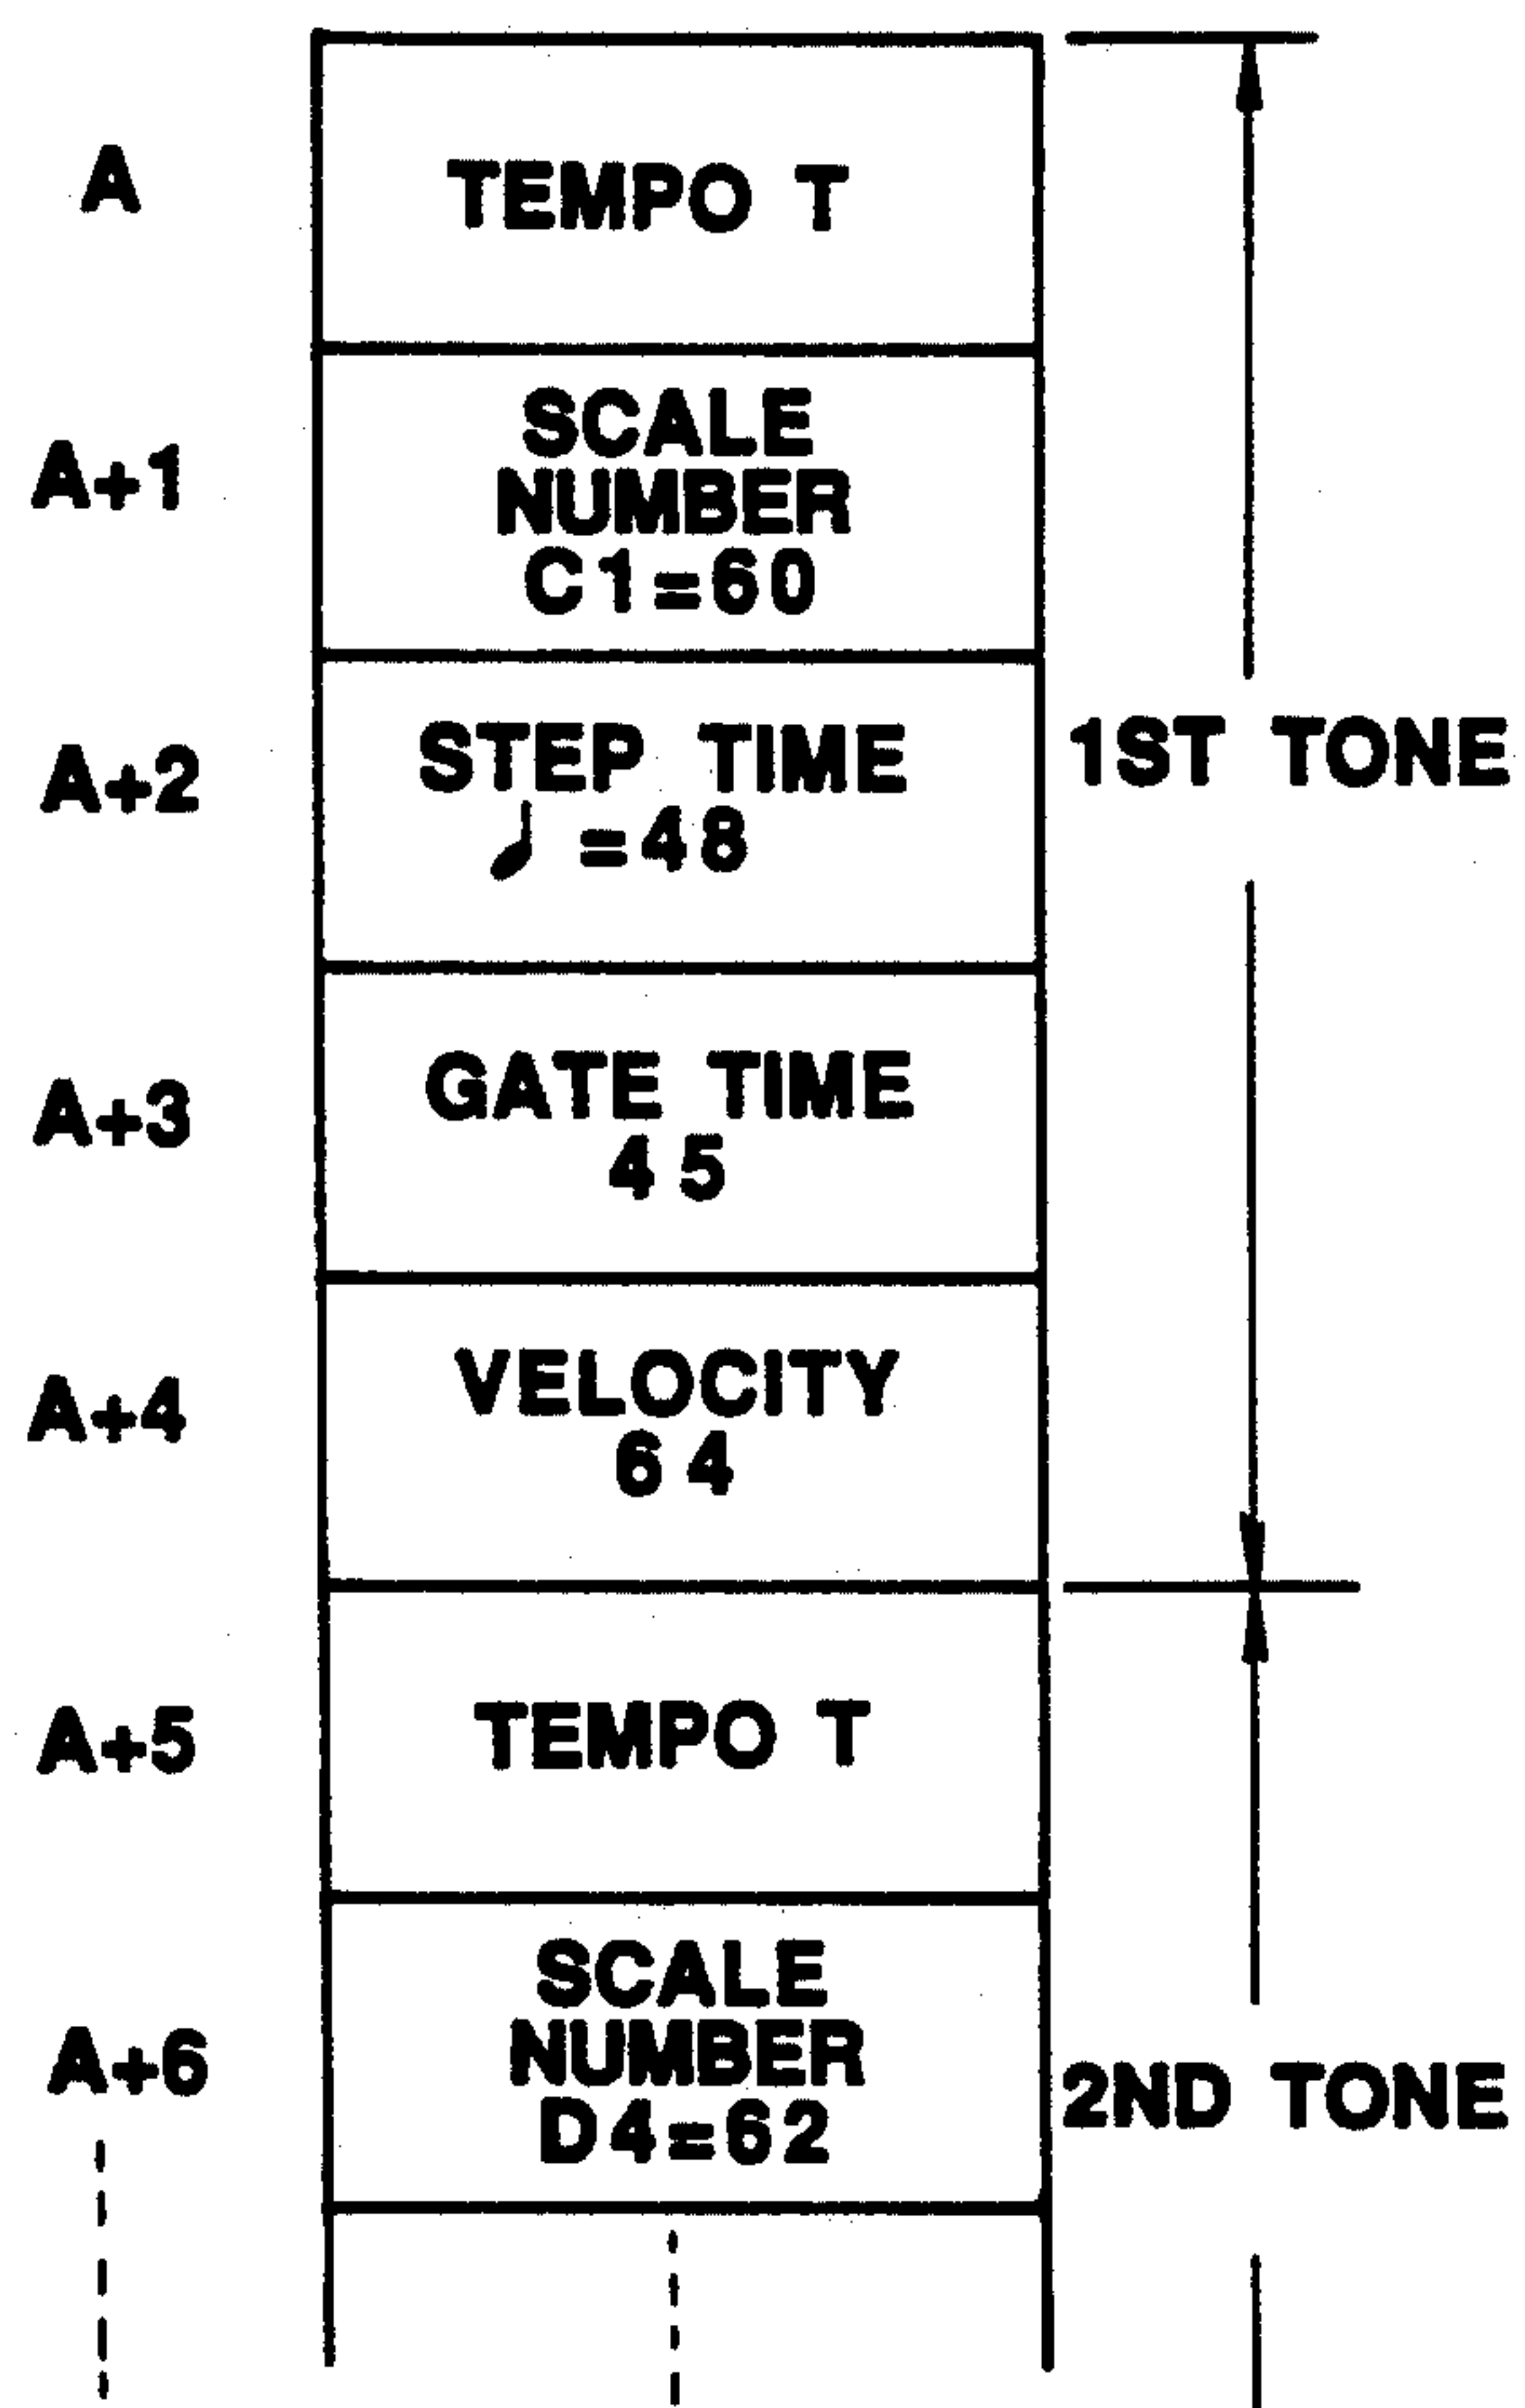 A
TEMPO T
A+1
SCALE
NUMBER
C1=60
A+2
STEP TIME
♩ =48
1ST TONE
A+3
GATE TIME
45
A+4
VELOCITY
64
A+5
TEMPO T
A+6
SCALE
NUMBER
D4=62
2ND TONE